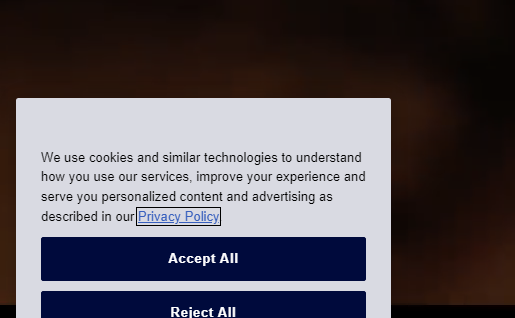 We use cookies and similar technologies to understand
how you use our services, improve your experience and
serve you personalized content and advertising as
described in our Privacy Policy
Accept All
Reject All